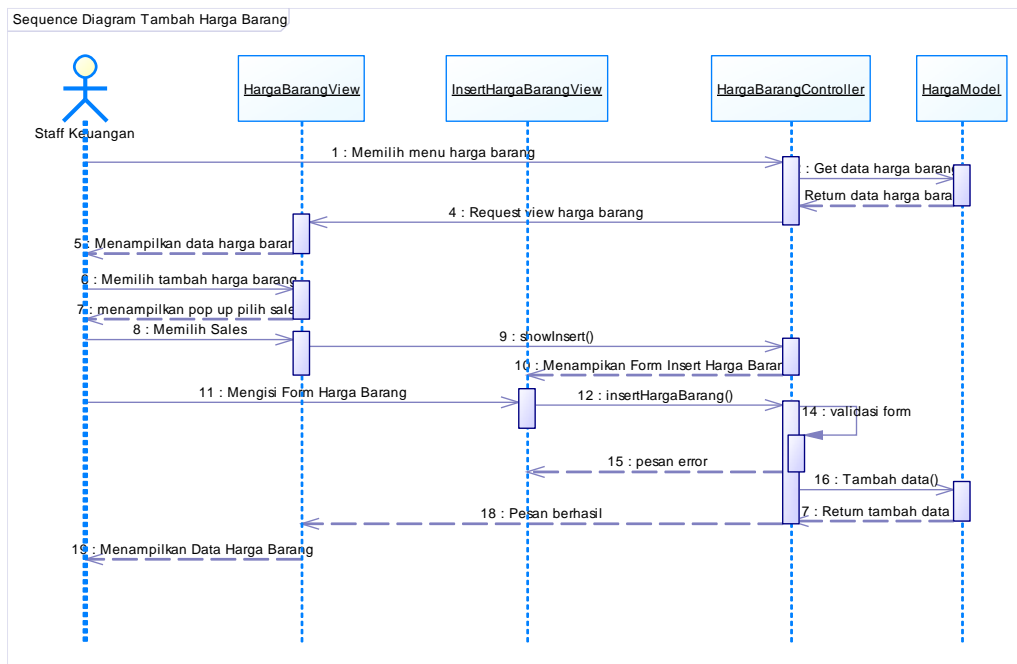 Sequence Diagram Tambah Harga Barang
HargaBarangView
InsertHargaBarangView
HargaBarangController
HargaModel
Staff Keuangan
1 : Memilih menu harga barang
: Get data harga barang
Return data harga bara
4 : Request view harga barang
5 : Menampilkan data harga baran
6 : Memilih tambah harga barang
7 : menampilkan pop up pilih sale
8 : Memilih Sales
9 : showInsert()
10 : Menampikan Form Insert Harga Baran
11 : Mengisi Form Harga Barang
12 : insertHargaBarang()
14 : validasi form
15 : pesan error
16 : Tambah data()
7 : Return tambah data
18 : Pesan berhasil
19 : Menampilkan Data Harga Barang